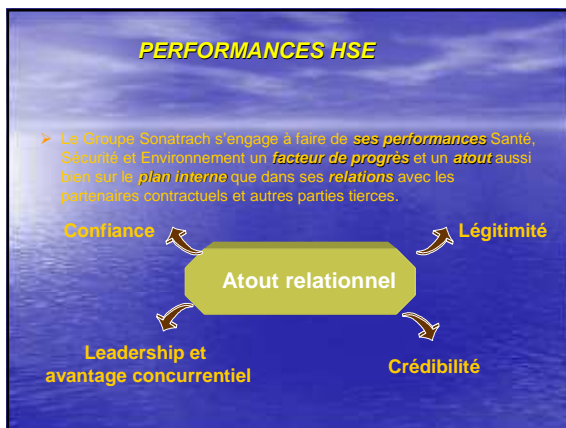 PERFORMANCES HSE
Le Groupe Sonatrach s'engage à faire de ses performances Santé,
Sécurité et Environnement un facteur de progrès et un atout aussi
bien sur le plan interne que dans ses relations avec les
partenaires contractuels et autres parties tierces.
Confiance
Légitimité
Atout relationnel
Leadership et
avantage concurrentiel
Crédibilité